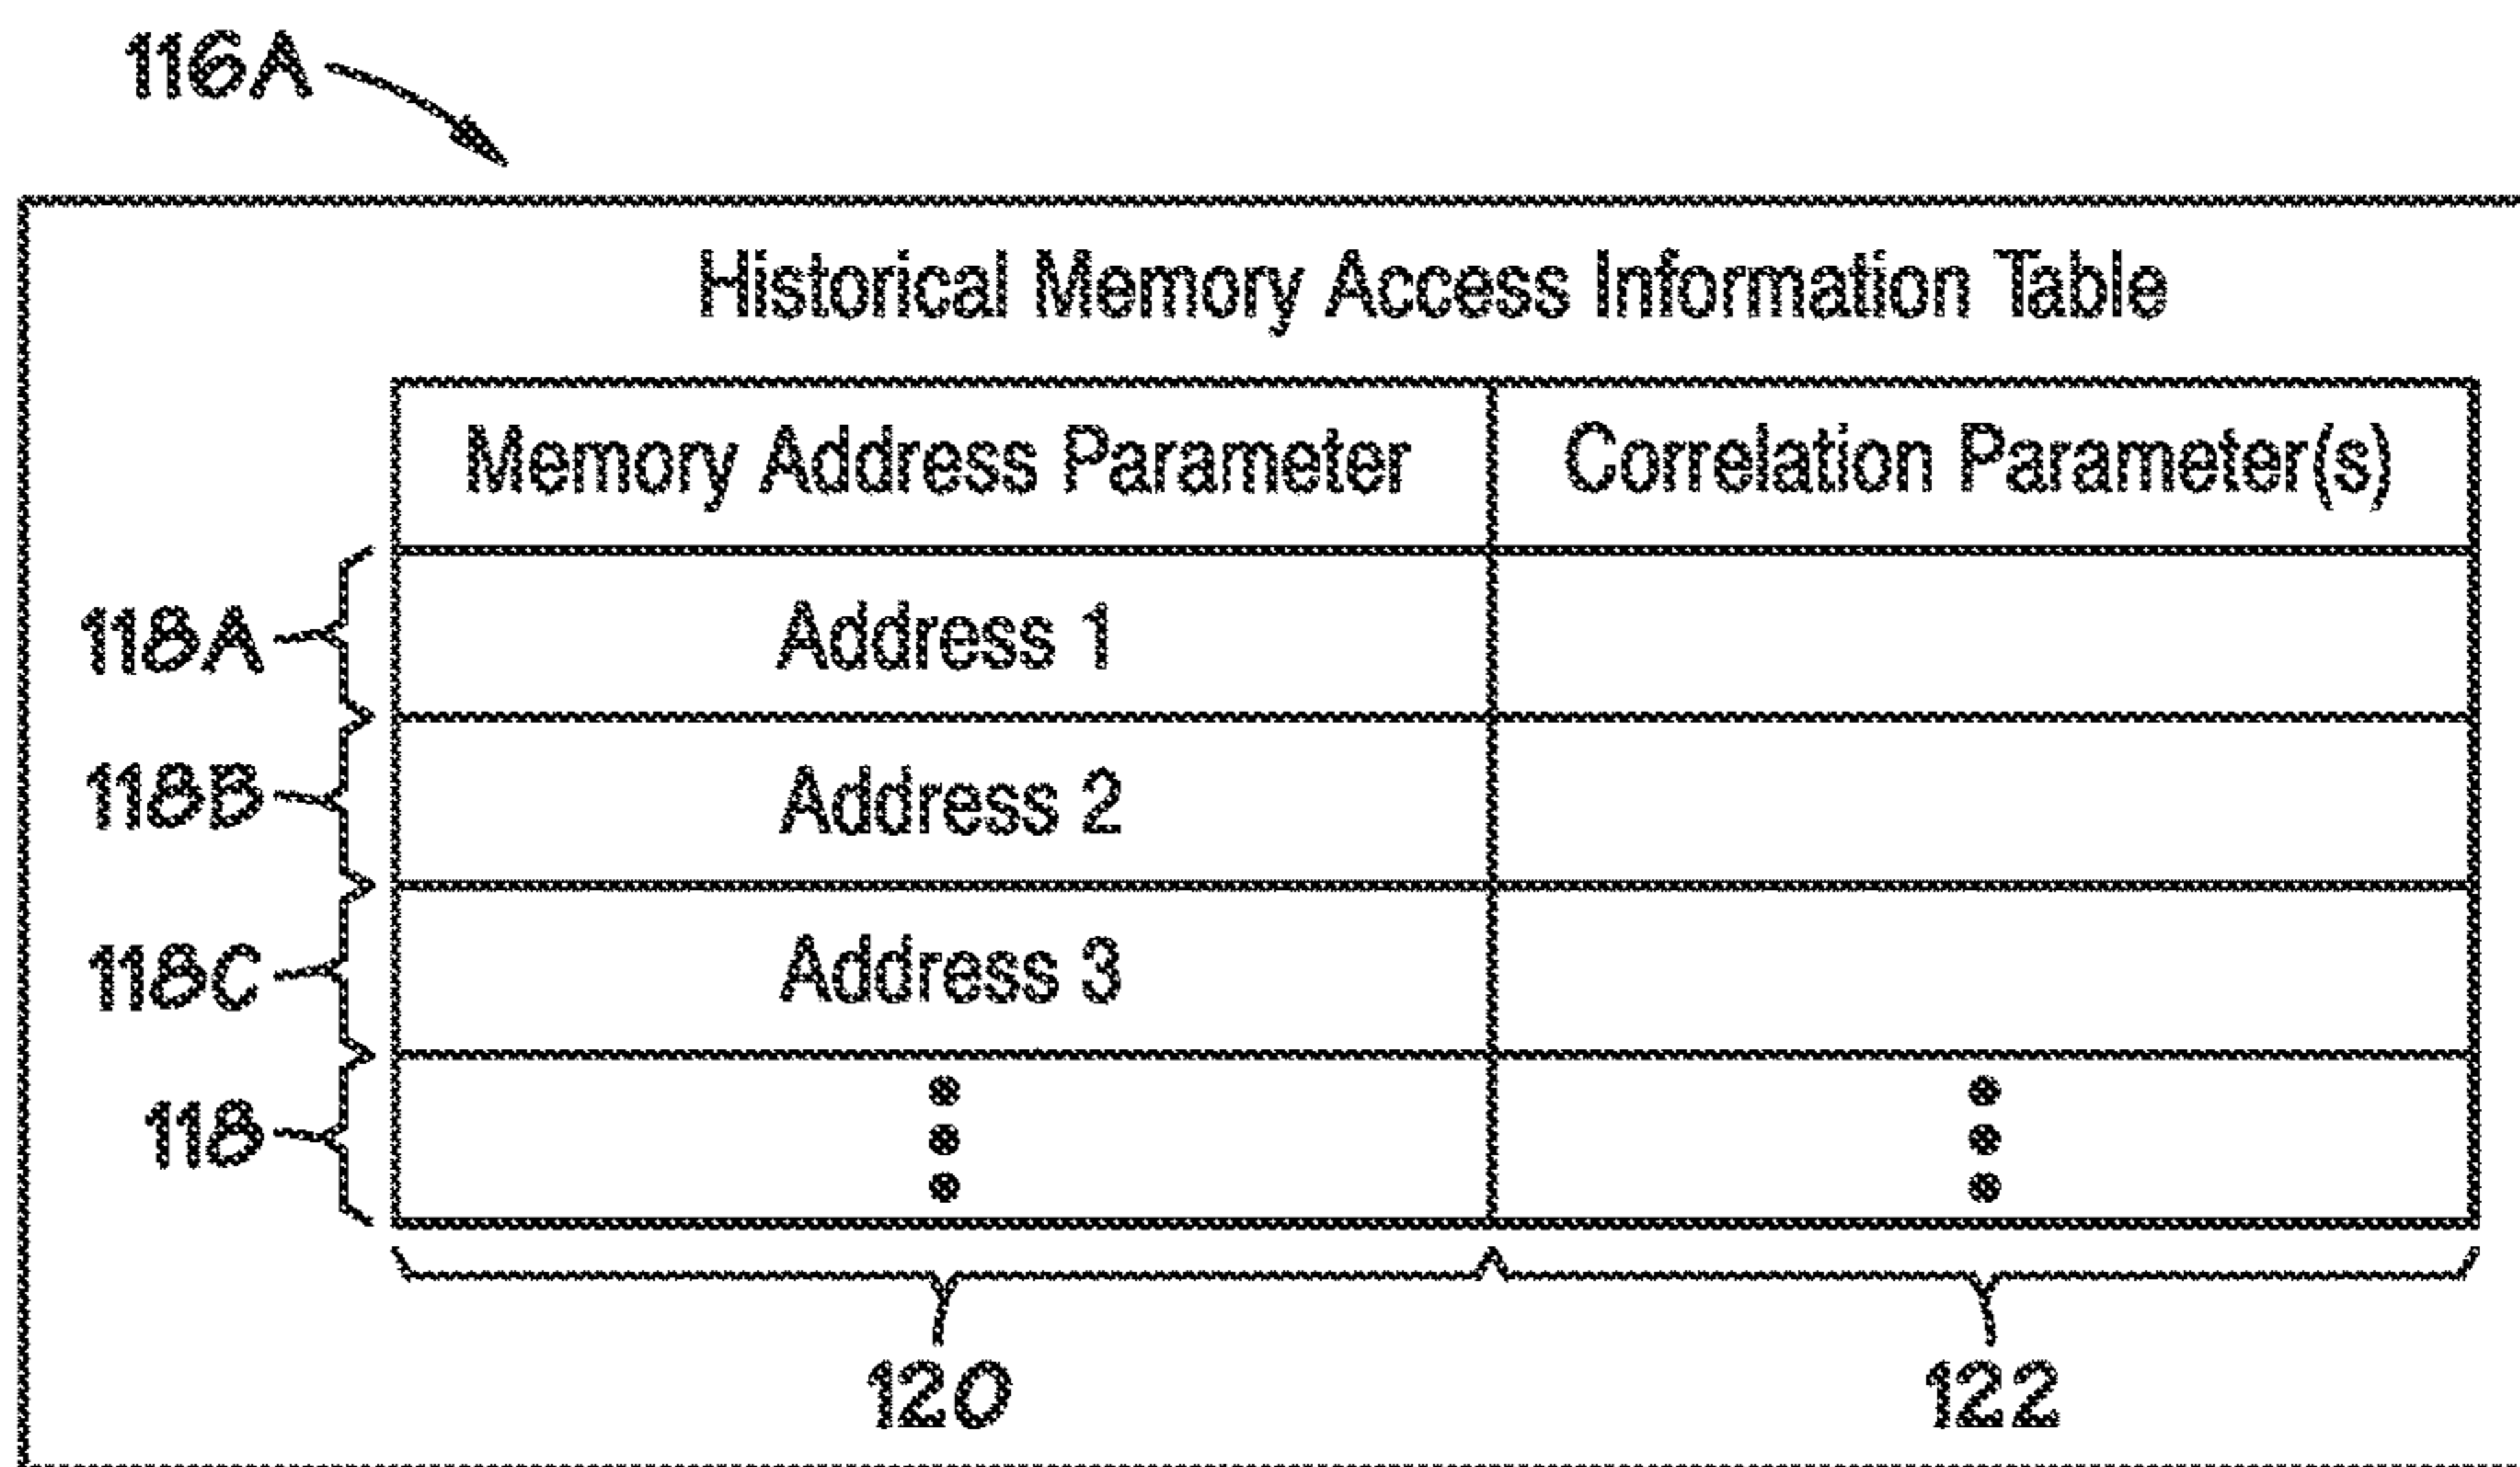 116A
Historical Memory Access Information Table
Memory Address Parameter Correlation Parameter(s)
118A Address 1
118B Address 2
118C Address 3
118
120 122